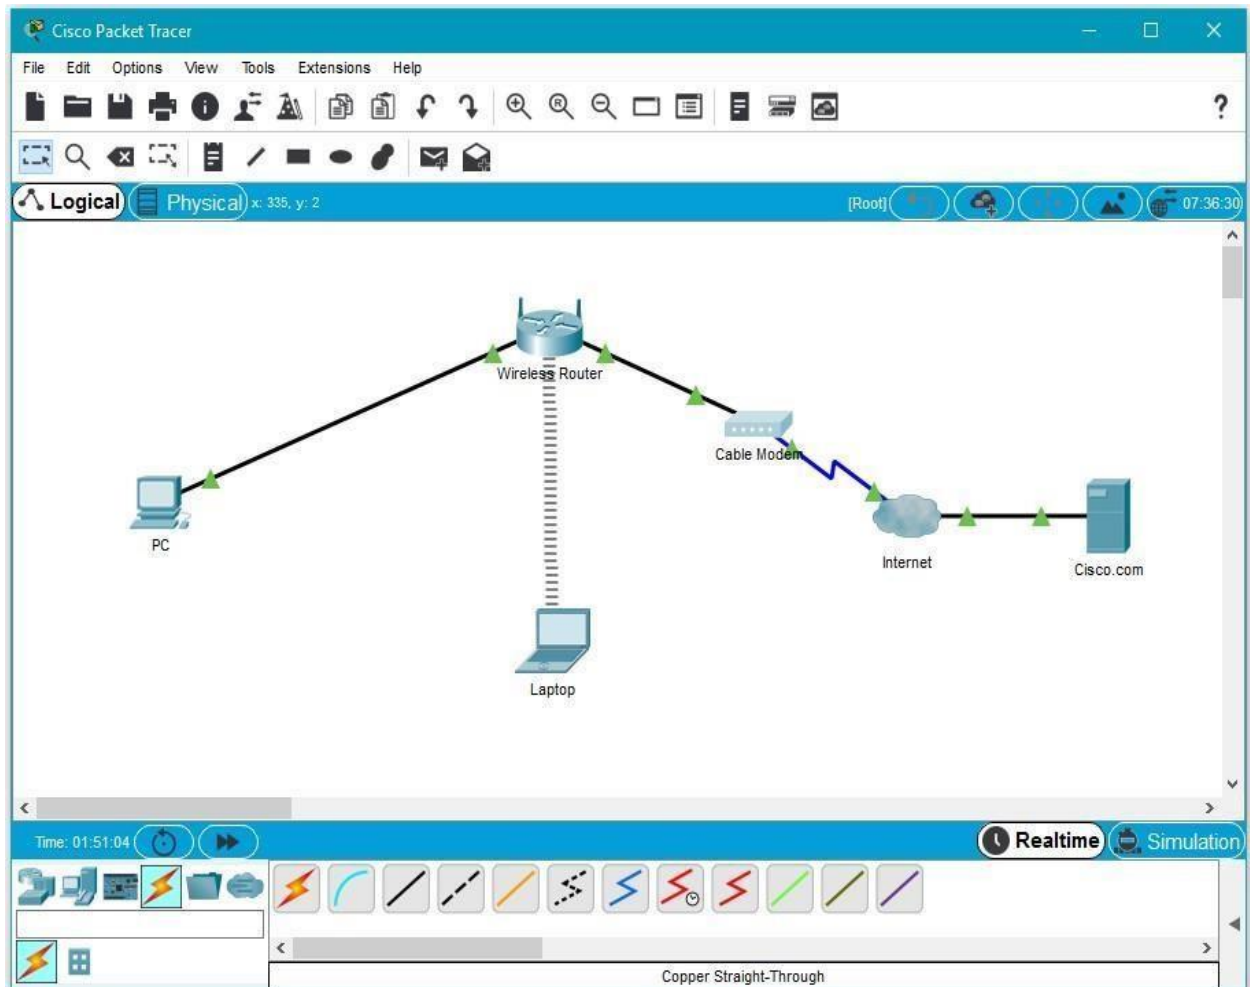 Cisco Packet Tracer
File Edit Options View Tools Extensions Help
Logical Physical x: 335, y: 2 [Root] 07:36:30
Wireless Router
Cable Modem
PC
Internet
Cisco.com
Laptop
Time: 01:51:04 Realtime Simulation
Copper Straight-Through